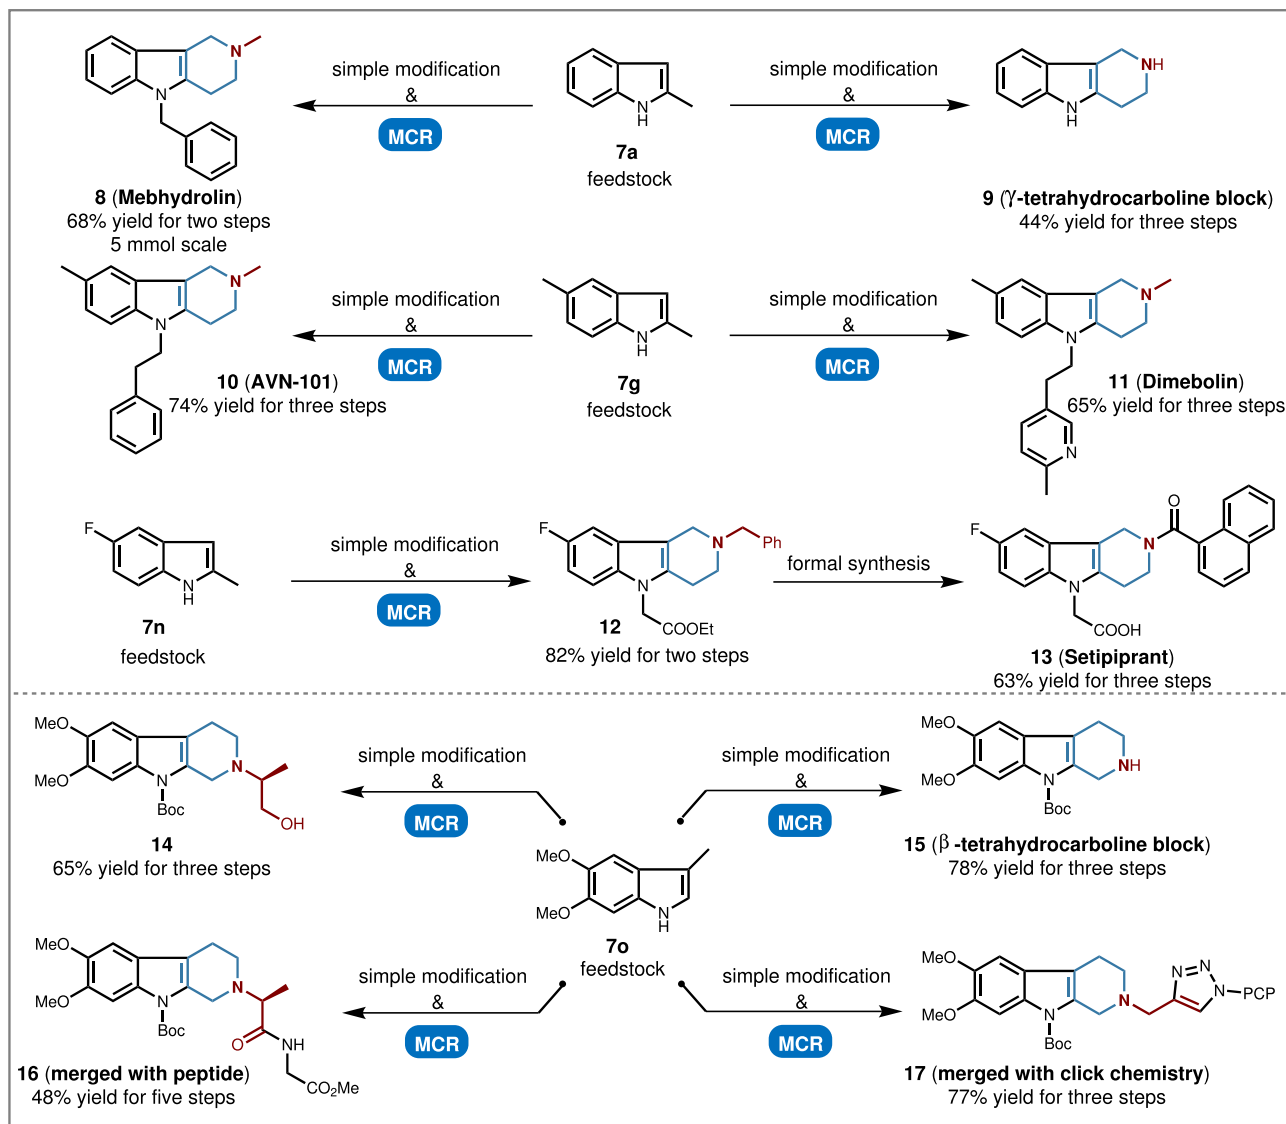 N
N
simple modification
&
MCR
N
H
7a
feedstock
simple modification
&
MCR
NH
N
H
8 (Mebhydrolin)
68% yield for two steps
5 mmol scale
9 (γ-tetrahydrocarboline block)
44% yield for three steps
N
N
simple modification
&
MCR
N
H
7g
feedstock
simple modification
&
MCR
N
N
N
10 (AVN-101)
74% yield for three steps
11 (Dimebolin)
65% yield for three steps
F
N
H
7n
feedstock
simple modification
&
MCR
F
N
Ph
N
COOEt
12
82% yield for two steps
formal synthesis
F
N
O
N
COOH
13 (Setipiprant)
63% yield for three steps
MeO
MeO
N
N
Boc
OH
14
65% yield for three steps
simple modification
&
MCR
simple modification
&
MCR
MeO
MeO
NH
N
Boc
15 (β-tetrahydrocarboline block)
78% yield for three steps
MeO
MeO
N
H
7o
feedstock
MeO
MeO
N
N
Boc
O
NH
CO2Me
16 (merged with peptide)
48% yield for five steps
simple modification
&
MCR
simple modification
&
MCR
MeO
MeO
N
N
Boc
N
N
N
PCP
17 (merged with click chemistry)
77% yield for three steps